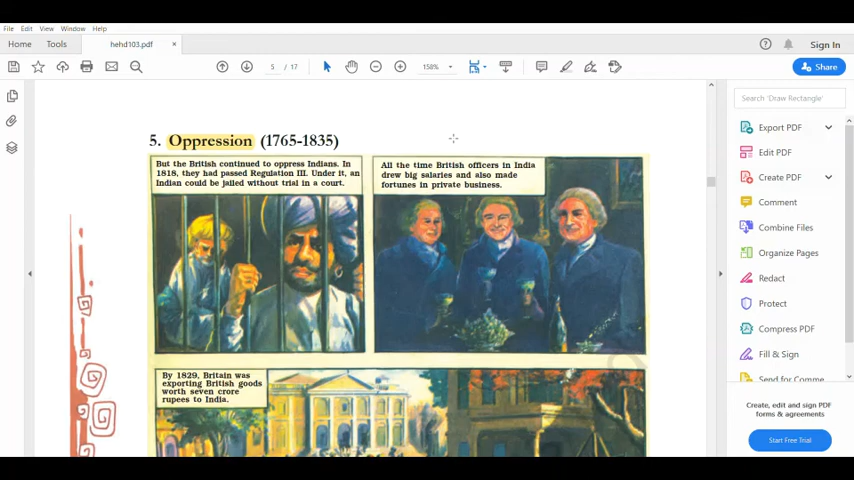 File Edit View Window Help
Home Tools hehd103.pdf × Sign In
5 / 17 158% Share
5. Oppression (1765-1835)
But the British continued to oppress Indians. In
1818, they had passed Regulation III. Under it, an
Indian could be jailed without trial in a court.
All the time British officers in India
drew big salaries and also made
fortunes in private business.
By 1829, Britain was
exporting British goods
worth seven crore
rupees to India.
Search 'Draw Rectangle'
Export PDF
Edit PDF
Create PDF
Comment
Combine Files
Organize Pages
Redact
Protect
Compress PDF
Fill & Sign
Send for Comme
Create, edit and sign PDF
forms & agreements
Start Free Trial